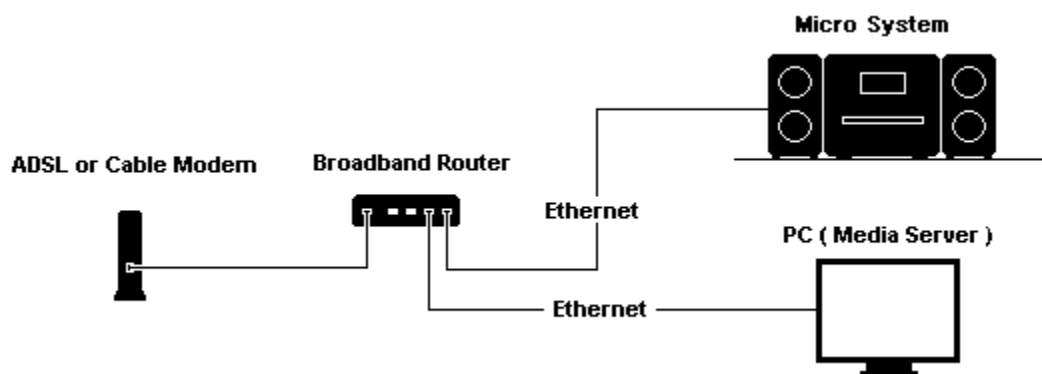 Micro System
ADSL or Cable Modem
Broadband Router
Ethernet
PC ( Media Server )
Ethernet